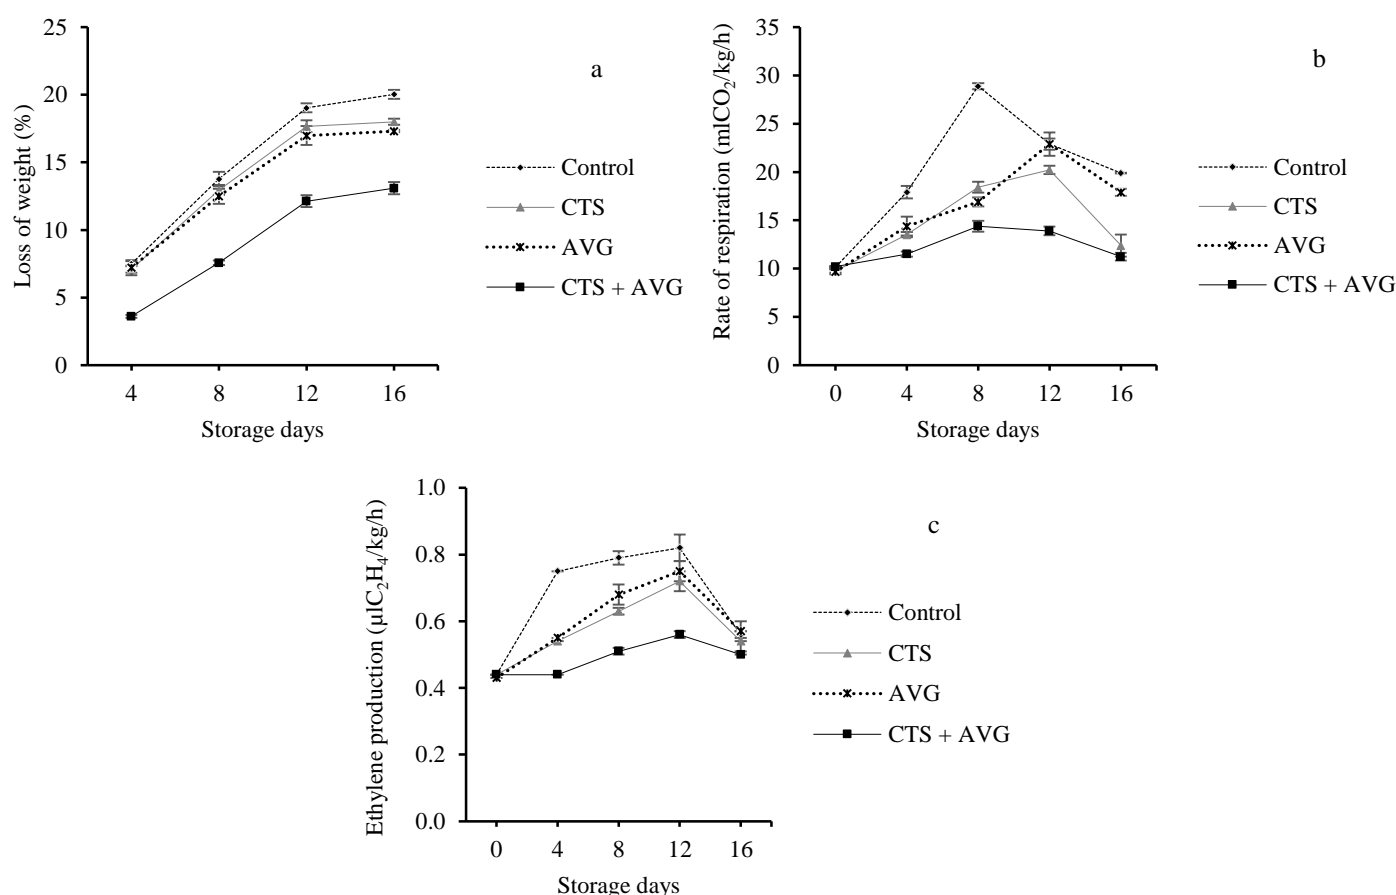 a
Loss of weight (%)
25
20
15
10
5
0
4 8 12 16
Storage days
Control
CTS
AVG
CTS + AVG
b
Rate of respiration (mlCO₂/kg/h)
35
30
25
20
15
10
5
0
0 4 8 12 16
Storage days
Control
CTS
AVG
CTS + AVG
c
Ethylene production (µlC₂H₄/kg/h)
1.0
0.8
0.6
0.4
0.2
0.0
0 4 8 12 16
Storage days
Control
CTS
AVG
CTS + AVG